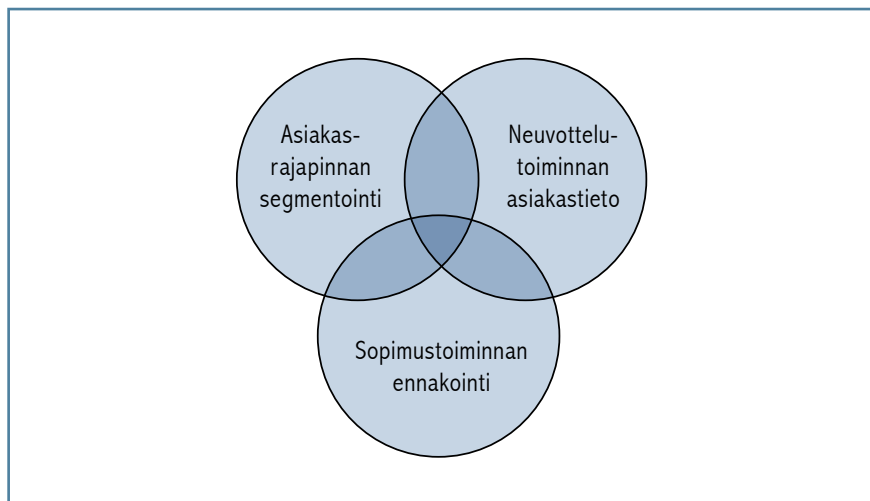 Asiakas-
rajapinnan
segmentointi
Neuvottelu-
toiminnan
asiakastieto
Sopimustoiminnan
ennakointi